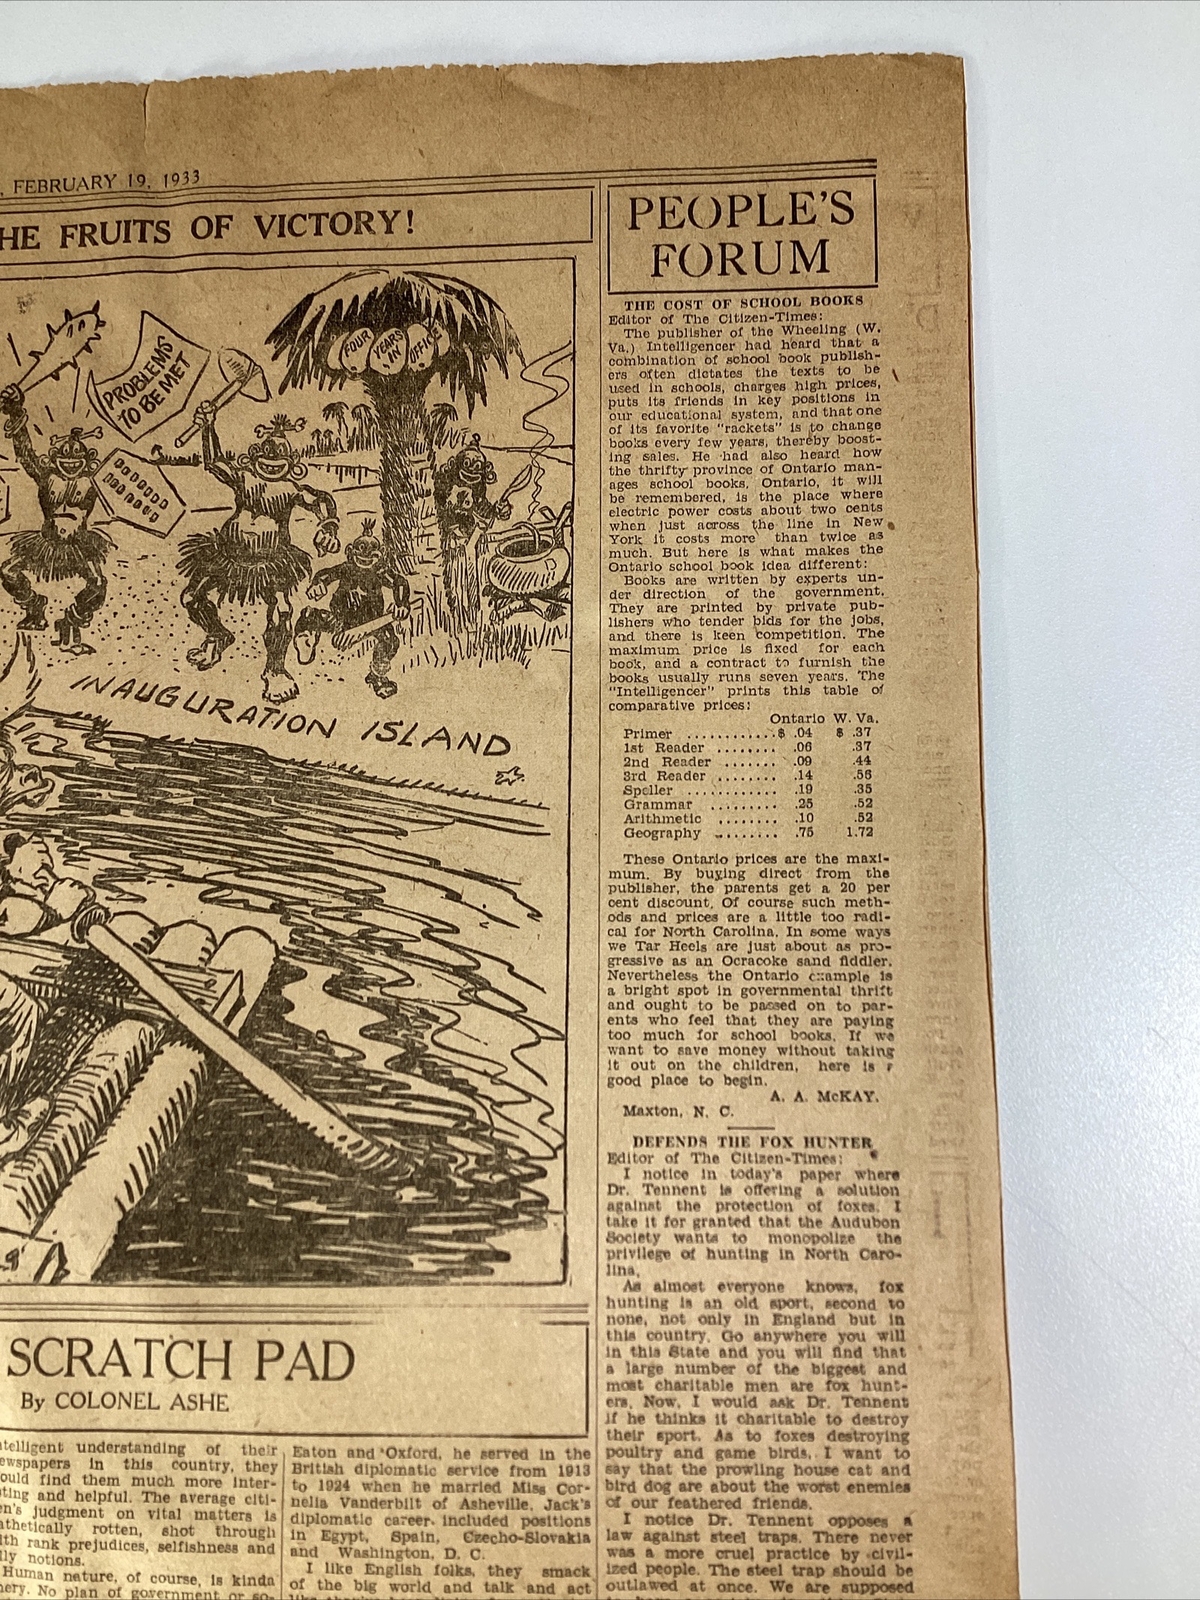 , FEBRUARY 19, 1933
HE FRUITS OF VICTORY!
PROBLEMS
TO BE MET
FOUR
YEARS
IN
OFFICE
INAUGURATION ISLAND
SCRATCH PAD
By COLONEL ASHE
ntelligent understanding of their
ewspapers in this country, they
ould find them much more inter-
ting and helpful. The average citi-
en's judgment on vital matters is
athetically rotten, shot through
ith rank prejudices, selfishness and
lly notions.
Human nature, of course, is kinda
nery. No plan of government or so-
Eaton and Oxford, he served in the
British diplomatic service from 1913
to 1924 when he married Miss Cor-
nelia Vanderbilt of Asheville. Jack's
diplomatic career included positions
in Egypt, Spain, Czecho-Slovakia
and Washington, D. C.
I like English folks, they smack
of the big world and talk and act
PEOPLE'S
FORUM
THE COST OF SCHOOL BOOKS
Editor of The Citizen-Times:
The publisher of the Wheeling (W.
Va.) Intelligencer had heard that a
combination of school book publish-
ers often dictates the texts to be
used in schools, charges high prices,
puts its friends in key positions in
our educational system, and that one
of its favorite "rackets" is to change
books every few years, thereby boost-
ing sales. He had also heard how
the thrifty province of Ontario man-
ages school books. Ontario, it will
be remembered, is the place where
electric power costs about two cents
when just across the line in New
York it costs more than twice as
much. But here is what makes the
Ontario school book idea different:
Books are written by experts un-
der direction of the government.
They are printed by private pub-
lishers who tender bids for the jobs,
and there is keen competition. The
maximum price is fixed for each
book, and a contract to furnish the
books usually runs seven years. The
"Intelligencer" prints this table of
comparative prices:
Ontario W. Va.
Primer ............$ .04 $ .37
1st Reader ........ .06 .37
2nd Reader ....... .09 .44
3rd Reader ........ .14 .56
Speller ............ .19 .35
Grammar ......... .25 .52
Arithmetic ........ .10 .52
Geography ........ .75 1.72
These Ontario prices are the maxi-
mum. By buying direct from the
publisher, the parents get a 20 per
cent discount. Of course such meth-
ods and prices are a little too radi-
cal for North Carolina. In some ways
we Tar Heels are just about as pro-
gressive as an Ocracoke sand fiddler.
Nevertheless the Ontario example is
a bright spot in governmental thrift
and ought to be passed on to par-
ents who feel that they are paying
too much for school books. If we
want to save money without taking
it out on the children, here is
good place to begin.
A. A. McKAY.
Maxton, N. C.
DEFENDS THE FOX HUNTER
Editor of The Citizen-Times:
I notice in today's paper where
Dr. Tennent is offering a solution
against the protection of foxes. I
take it for granted that the Audubon
Society wants to monopolize the
privilege of hunting in North Caro-
lina.
As almost everyone knows, fox
hunting is an old sport, second to
none, not only in England but in
this country. Go anywhere you will
in this State and you will find that
a large number of the biggest and
most charitable men are fox hunt-
ers. Now, I would ask Dr. Tennent
if he thinks it charitable to destroy
their sport. As to foxes destroying
poultry and game birds, I want to
say that the prowling house cat and
bird dog are about the worst enemies
of our feathered friends.
I notice Dr. Tennent opposes a
law against steel traps. There never
was a more cruel practice by civil-
ized people. The steel trap should be
outlawed at once. We are supposed